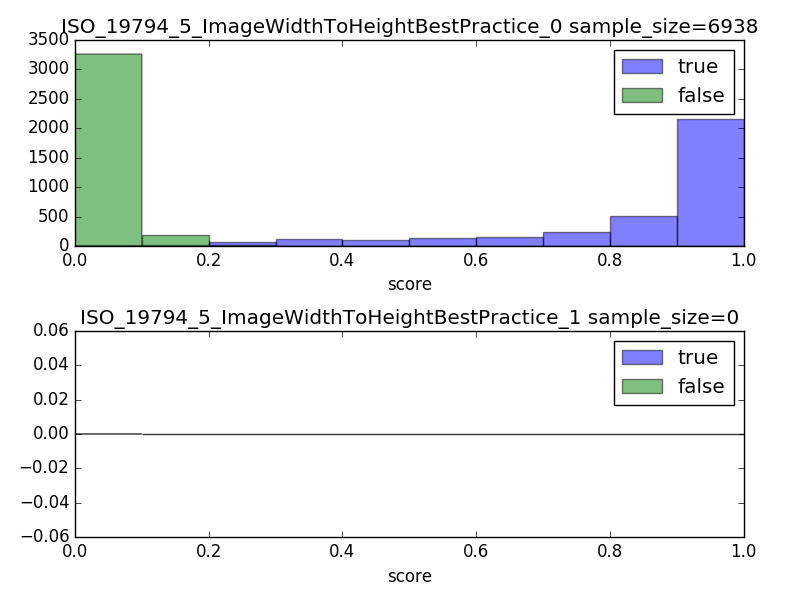 ISO_19794_5_ImageWidthToHeightBestPractice_0 sample_size=6938
3500
3000
2500
2000
1500
1000
500
0
true
false
0.0 0.2 0.4 0.6 0.8 1.0
score
ISO_19794_5_ImageWidthToHeightBestPractice_1 sample_size=0
0.06
0.04
0.02
0.00
−0.02
−0.04
−0.06
true
false
0.0 0.2 0.4 0.6 0.8 1.0
score